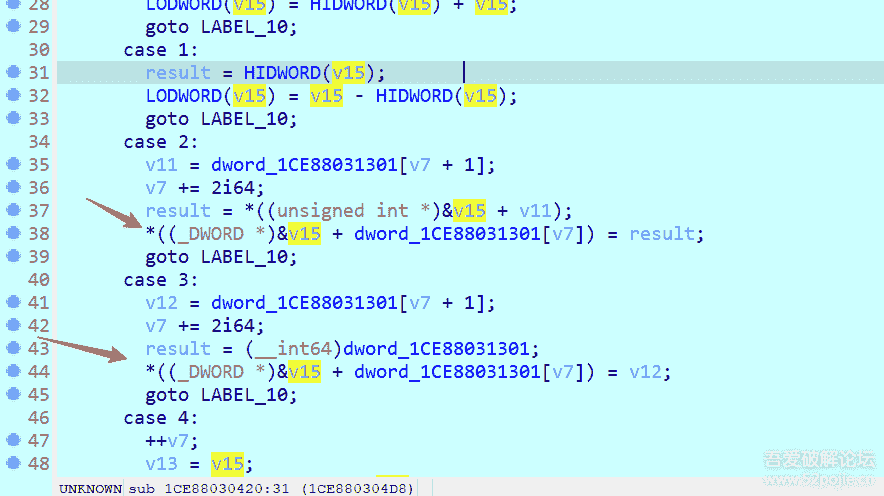 28 LODWORD(v15) = HIDWORD(v15) + v15;
29 goto LABEL_10;
30 case 1:
31 result = HIDWORD(v15);
32 LODWORD(v15) = v15 - HIDWORD(v15);
33 goto LABEL_10;
34 case 2:
35 v11 = dword_1CE88031301[v7 + 1];
36 v7 += 2i64;
37 result = *((unsigned int *)&v15 + v11);
38 *((_DWORD *)&v15 + dword_1CE88031301[v7]) = result;
39 goto LABEL_10;
40 case 3:
41 v12 = dword_1CE88031301[v7 + 1];
42 v7 += 2i64;
43 result = (__int64)dword_1CE88031301;
44 *((_DWORD *)&v15 + dword_1CE88031301[v7]) = v12;
45 goto LABEL_10;
46 case 4:
47 ++v7;
48 v13 = v15;
吾爱破解论坛
www.52pojie.cn
UNKNOWN sub 1CE88030420:31 (1CE880304D8)